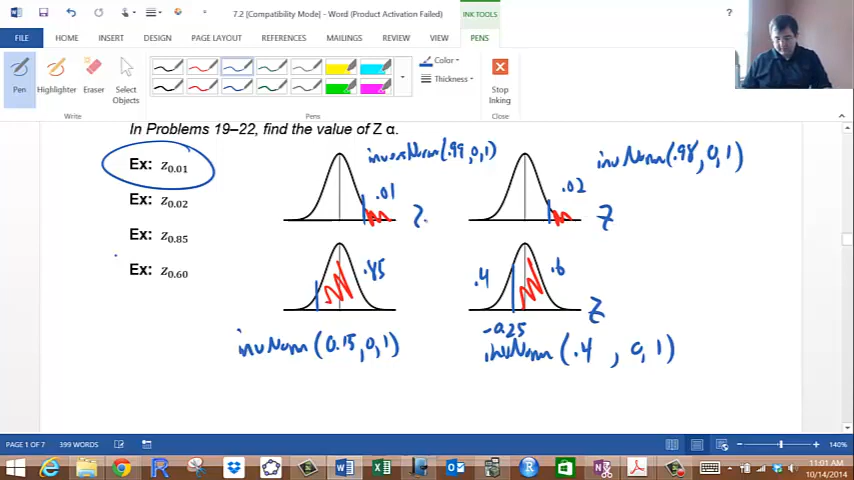 7.2 [Compatibility Mode] - Word (Product Activation Failed)
INK TOOLS
?
FILE HOME INSERT DESIGN PAGE LAYOUT REFERENCES MAILINGS REVIEW VIEW PENS
Pen
Highlighter
Eraser
Select Objects
Color
Thickness
Stop Inking
Write
Pens
Close
In Problems 19–22, find the value of Z α.
Ex: z0.01
Ex: z0.02
Ex: z0.85
Ex: z0.60
inversNorm(.99,0,1)
.01
Z
invNorm(.98,0,1)
.02
Z
.85
invNorm(0.15,0,1)
.4
.6
Z
-0.25
invNorm(.4 , 0,1)
PAGE 1 OF 7 399 WORDS
140%
11:01 AM
10/14/2014